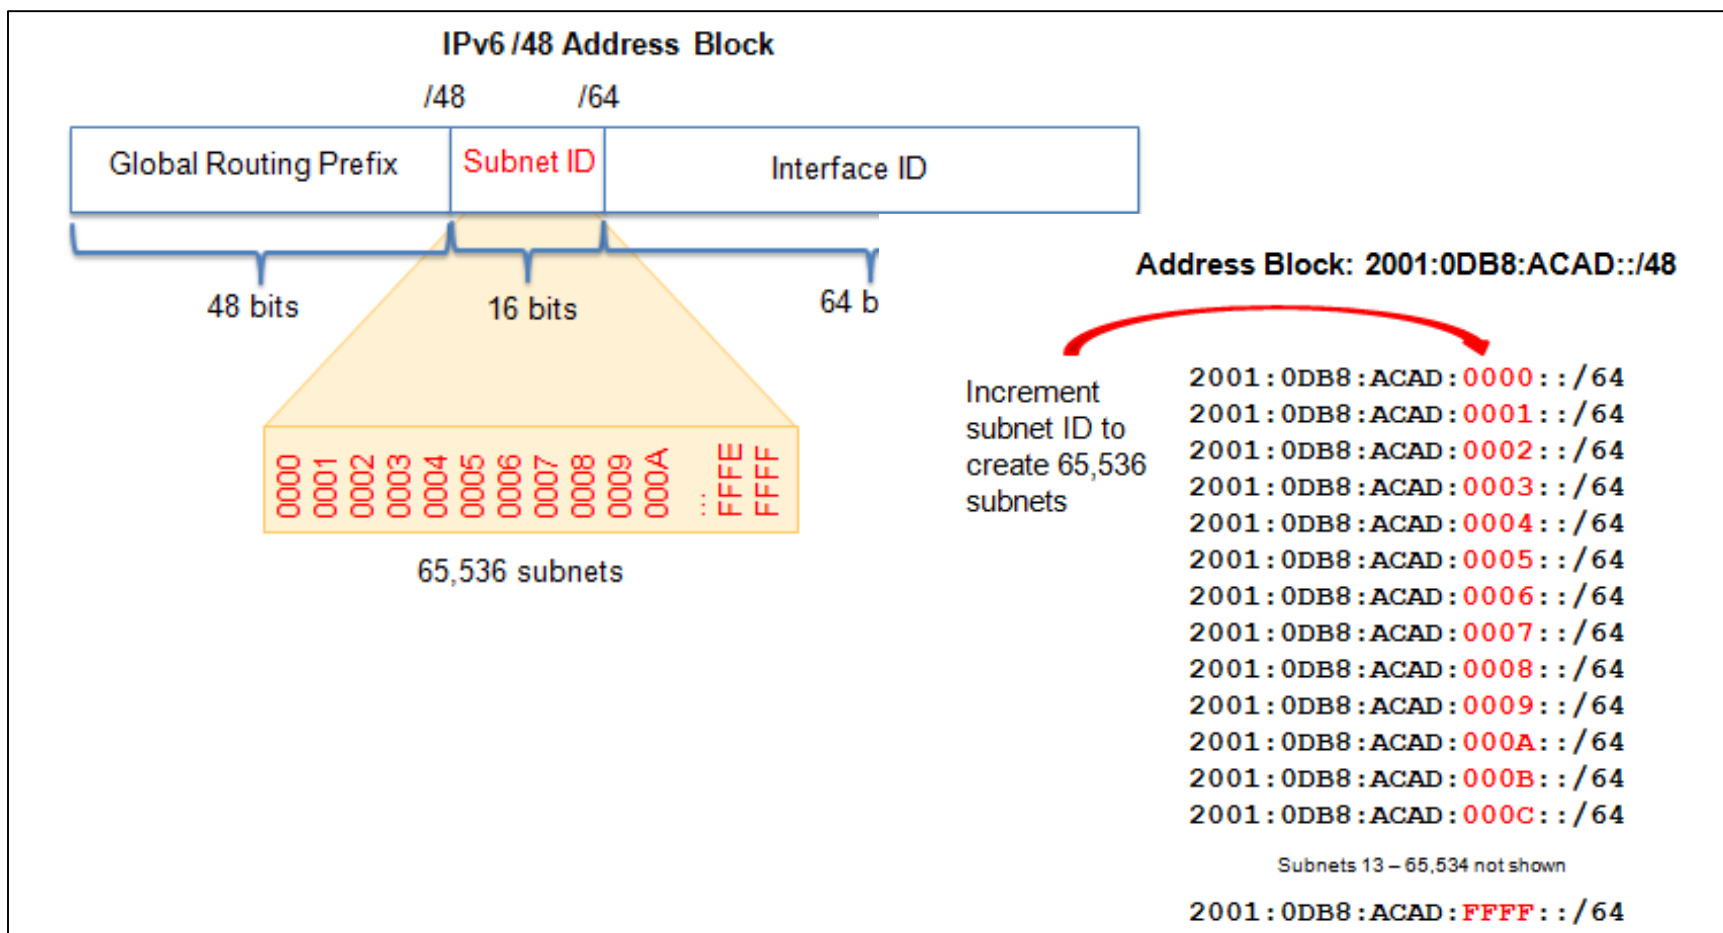 IPv6 /48 Address Block
/48 /64
Global Routing Prefix Subnet ID Interface ID
48 bits 16 bits 64 b
0000
0001
0002
0003
0004
0005
0006
0007
0008
0009
000A
...
FFFE
FFFF
65,536 subnets
Address Block: 2001:0DB8:ACAD::/48
Increment
subnet ID to
create 65,536
subnets
2001:0DB8:ACAD:0000::/64
2001:0DB8:ACAD:0001::/64
2001:0DB8:ACAD:0002::/64
2001:0DB8:ACAD:0003::/64
2001:0DB8:ACAD:0004::/64
2001:0DB8:ACAD:0005::/64
2001:0DB8:ACAD:0006::/64
2001:0DB8:ACAD:0007::/64
2001:0DB8:ACAD:0008::/64
2001:0DB8:ACAD:0009::/64
2001:0DB8:ACAD:000A::/64
2001:0DB8:ACAD:000B::/64
2001:0DB8:ACAD:000C::/64
Subnets 13 – 65,534 not shown
2001:0DB8:ACAD:FFFF::/64